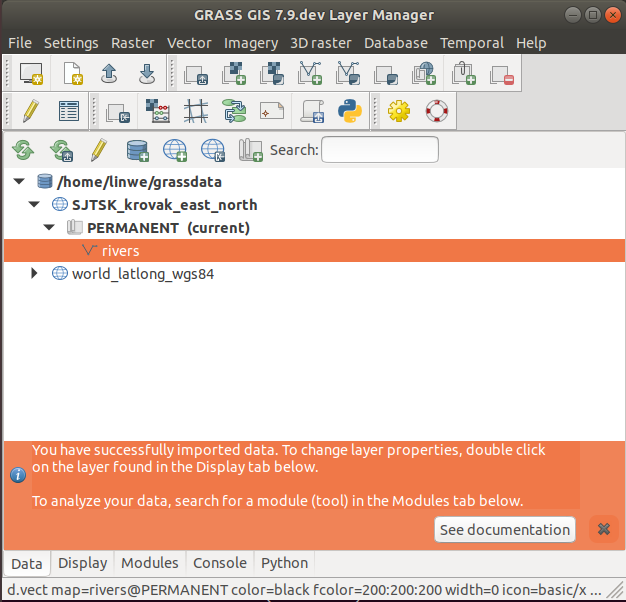 GRASS GIS 7.9.dev Layer Manager
File Settings Raster Vector Imagery 3D raster Database Temporal Help
Search:
/home/linwe/grassdata
SJTSK_krovak_east_north
PERMANENT (current)
rivers
world_latlong_wgs84
You have successfully imported data. To change layer properties, double click
on the layer found in the Display tab below.
To analyze your data, search for a module (tool) in the Modules tab below.
See documentation
Data Display Modules Console Python
d.vect map=rivers@PERMANENT color=black fcolor=200:200:200 width=0 icon=basic/x ...